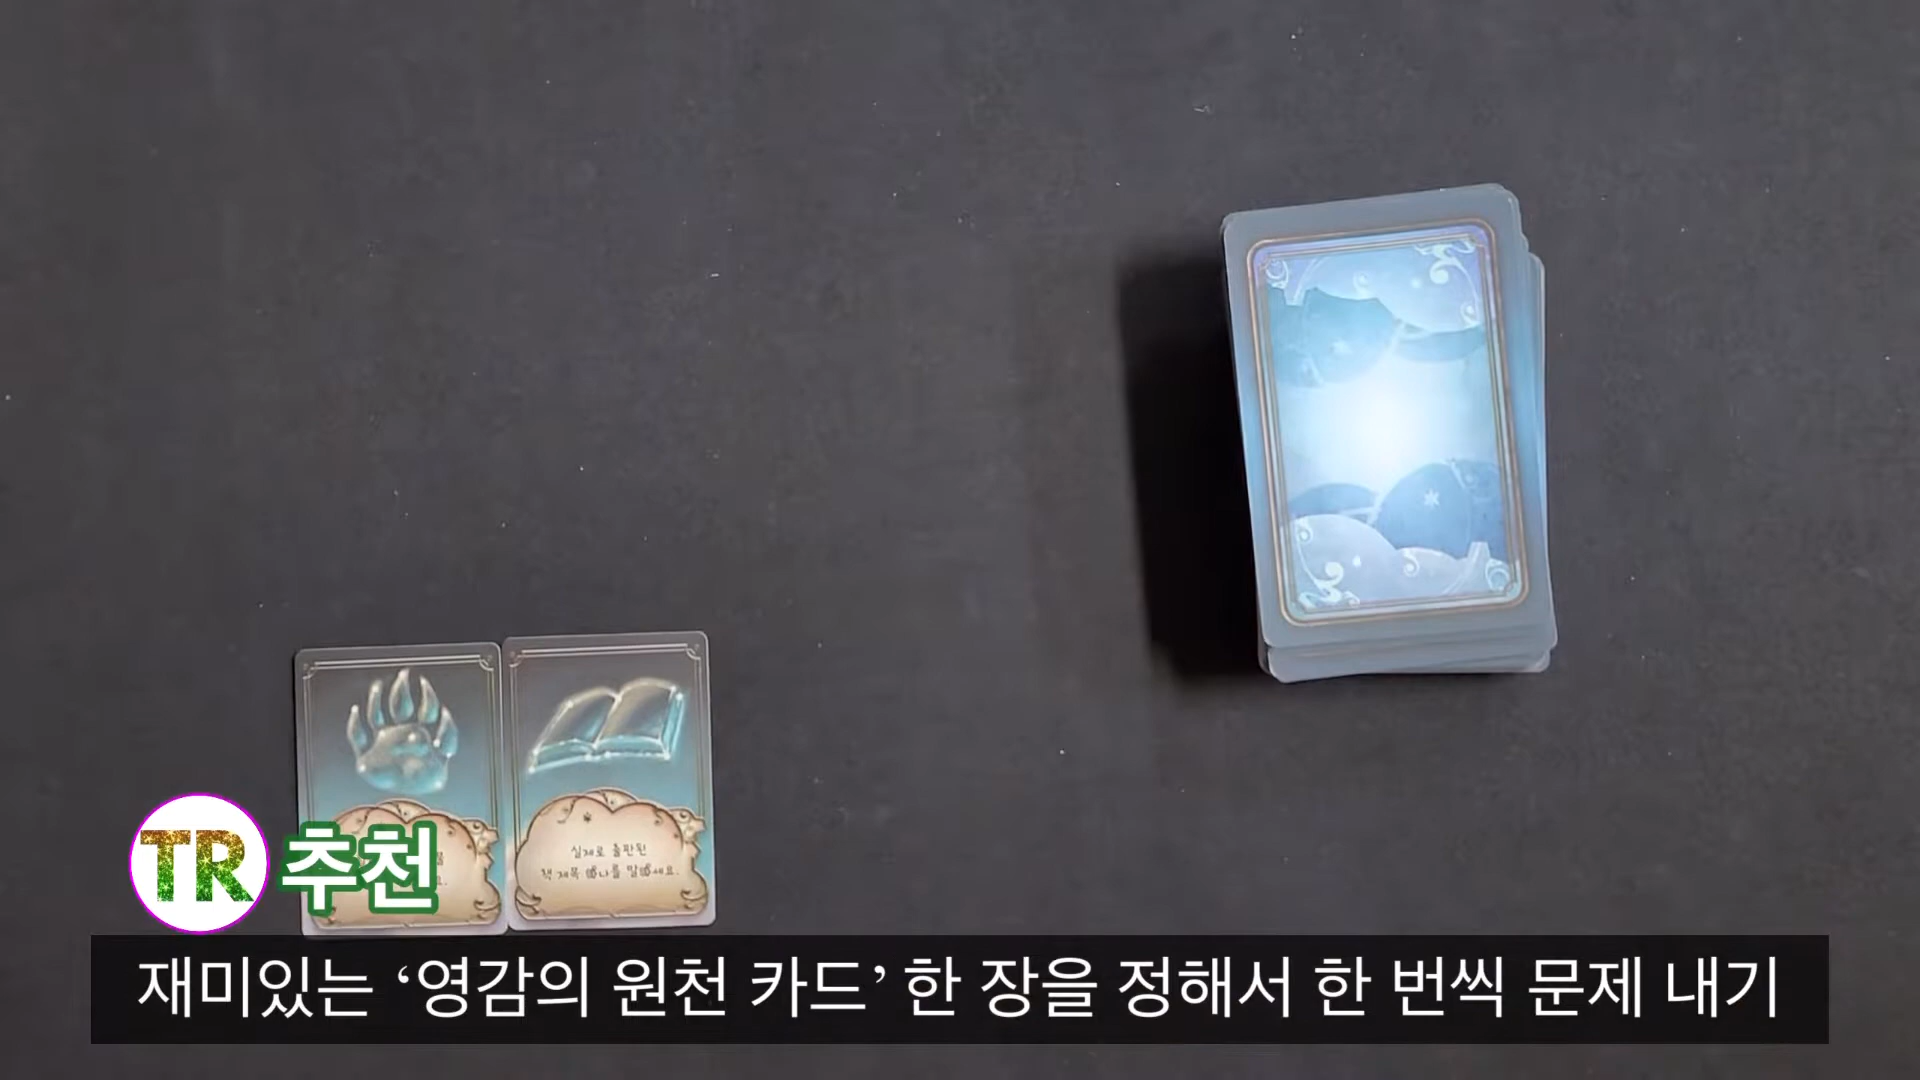 실제로 출판된
책 제목 하나를 말하세요.
TR 추천
재미있는 ‘영감의 원천 카드’ 한 장을 정해서 한 번씩 문제 내기